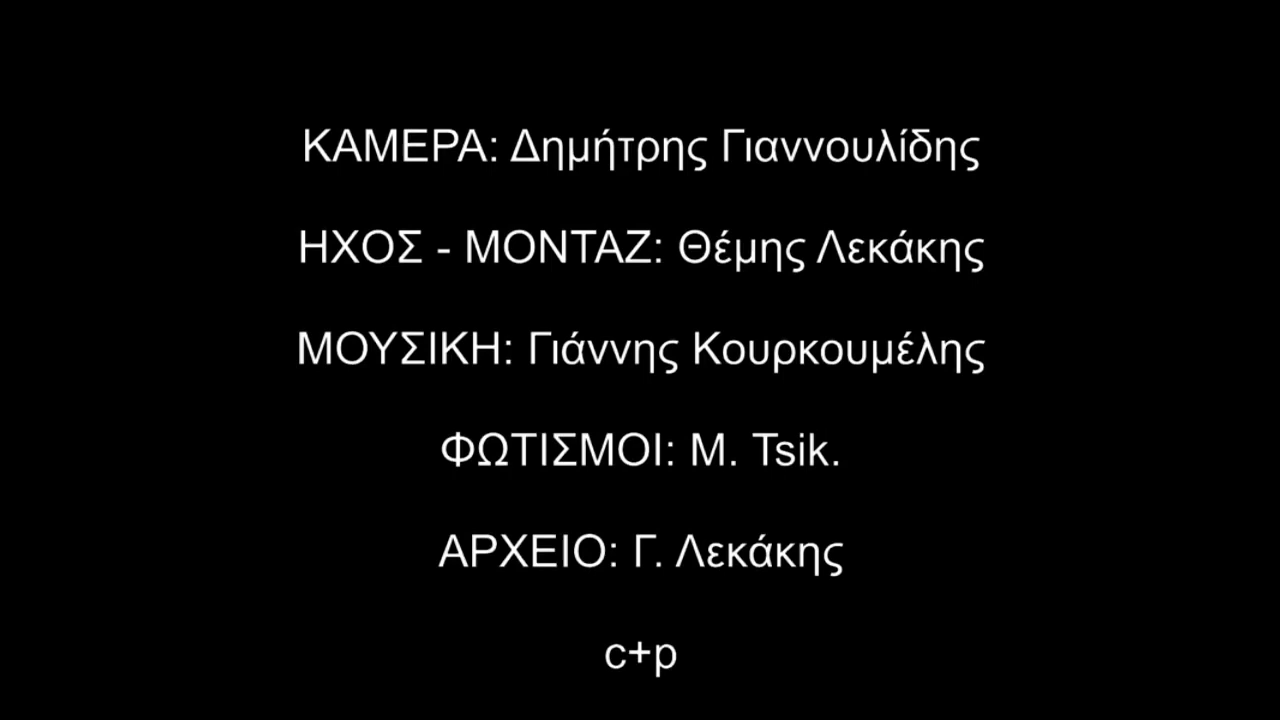 ΚΑΜΕΡΑ: Δημήτρης Γιαννουλίδης
ΗΧΟΣ - ΜΟΝΤΑΖ: Θέμης Λεκάκης
ΜΟΥΣΙΚΗ: Γιάννης Κουρκουμέλης
ΦΩΤΙΣΜΟΙ: M. Tsik.
ΑΡΧΕΙΟ: Γ. Λεκάκης
c+p